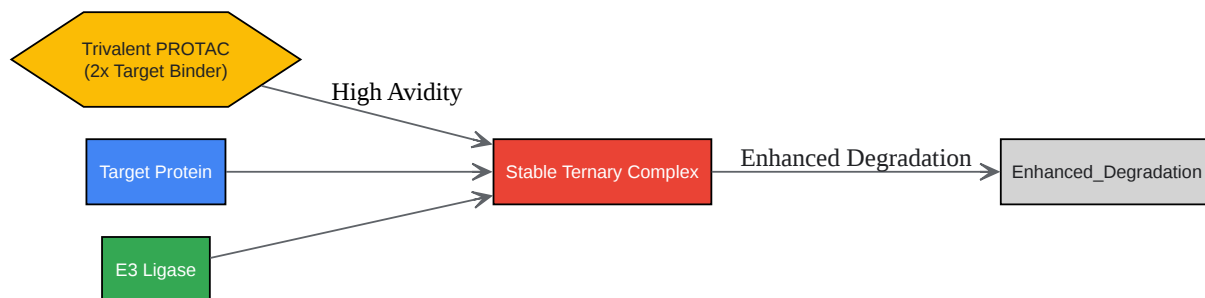 Trivalent PROTAC
(2x Target Binder)
High Avidity
Target Protein
Stable Ternary Complex
Enhanced Degradation
Enhanced_Degradation
E3 Ligase